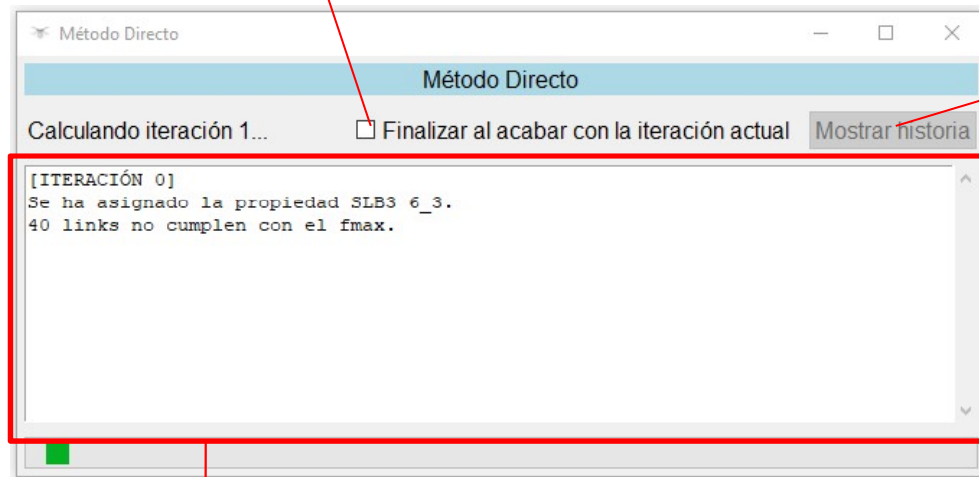 Método Directo
Método Directo
Calculando iteración 1...
Finalizar al acabar con la iteración actual
Mostrar historia
[ITERACIÓN 0]
Se ha asignado la propiedad SLB3 6_3.
40 links no cumplen con el fmax.